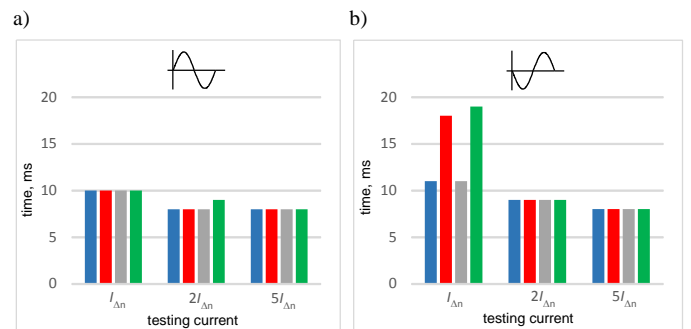 a)
20
15
10
5
0
time, ms
IΔn
2IΔn
5IΔn
testing current
b)
20
15
10
5
0
time, ms
IΔn
2IΔn
5IΔn
testing current